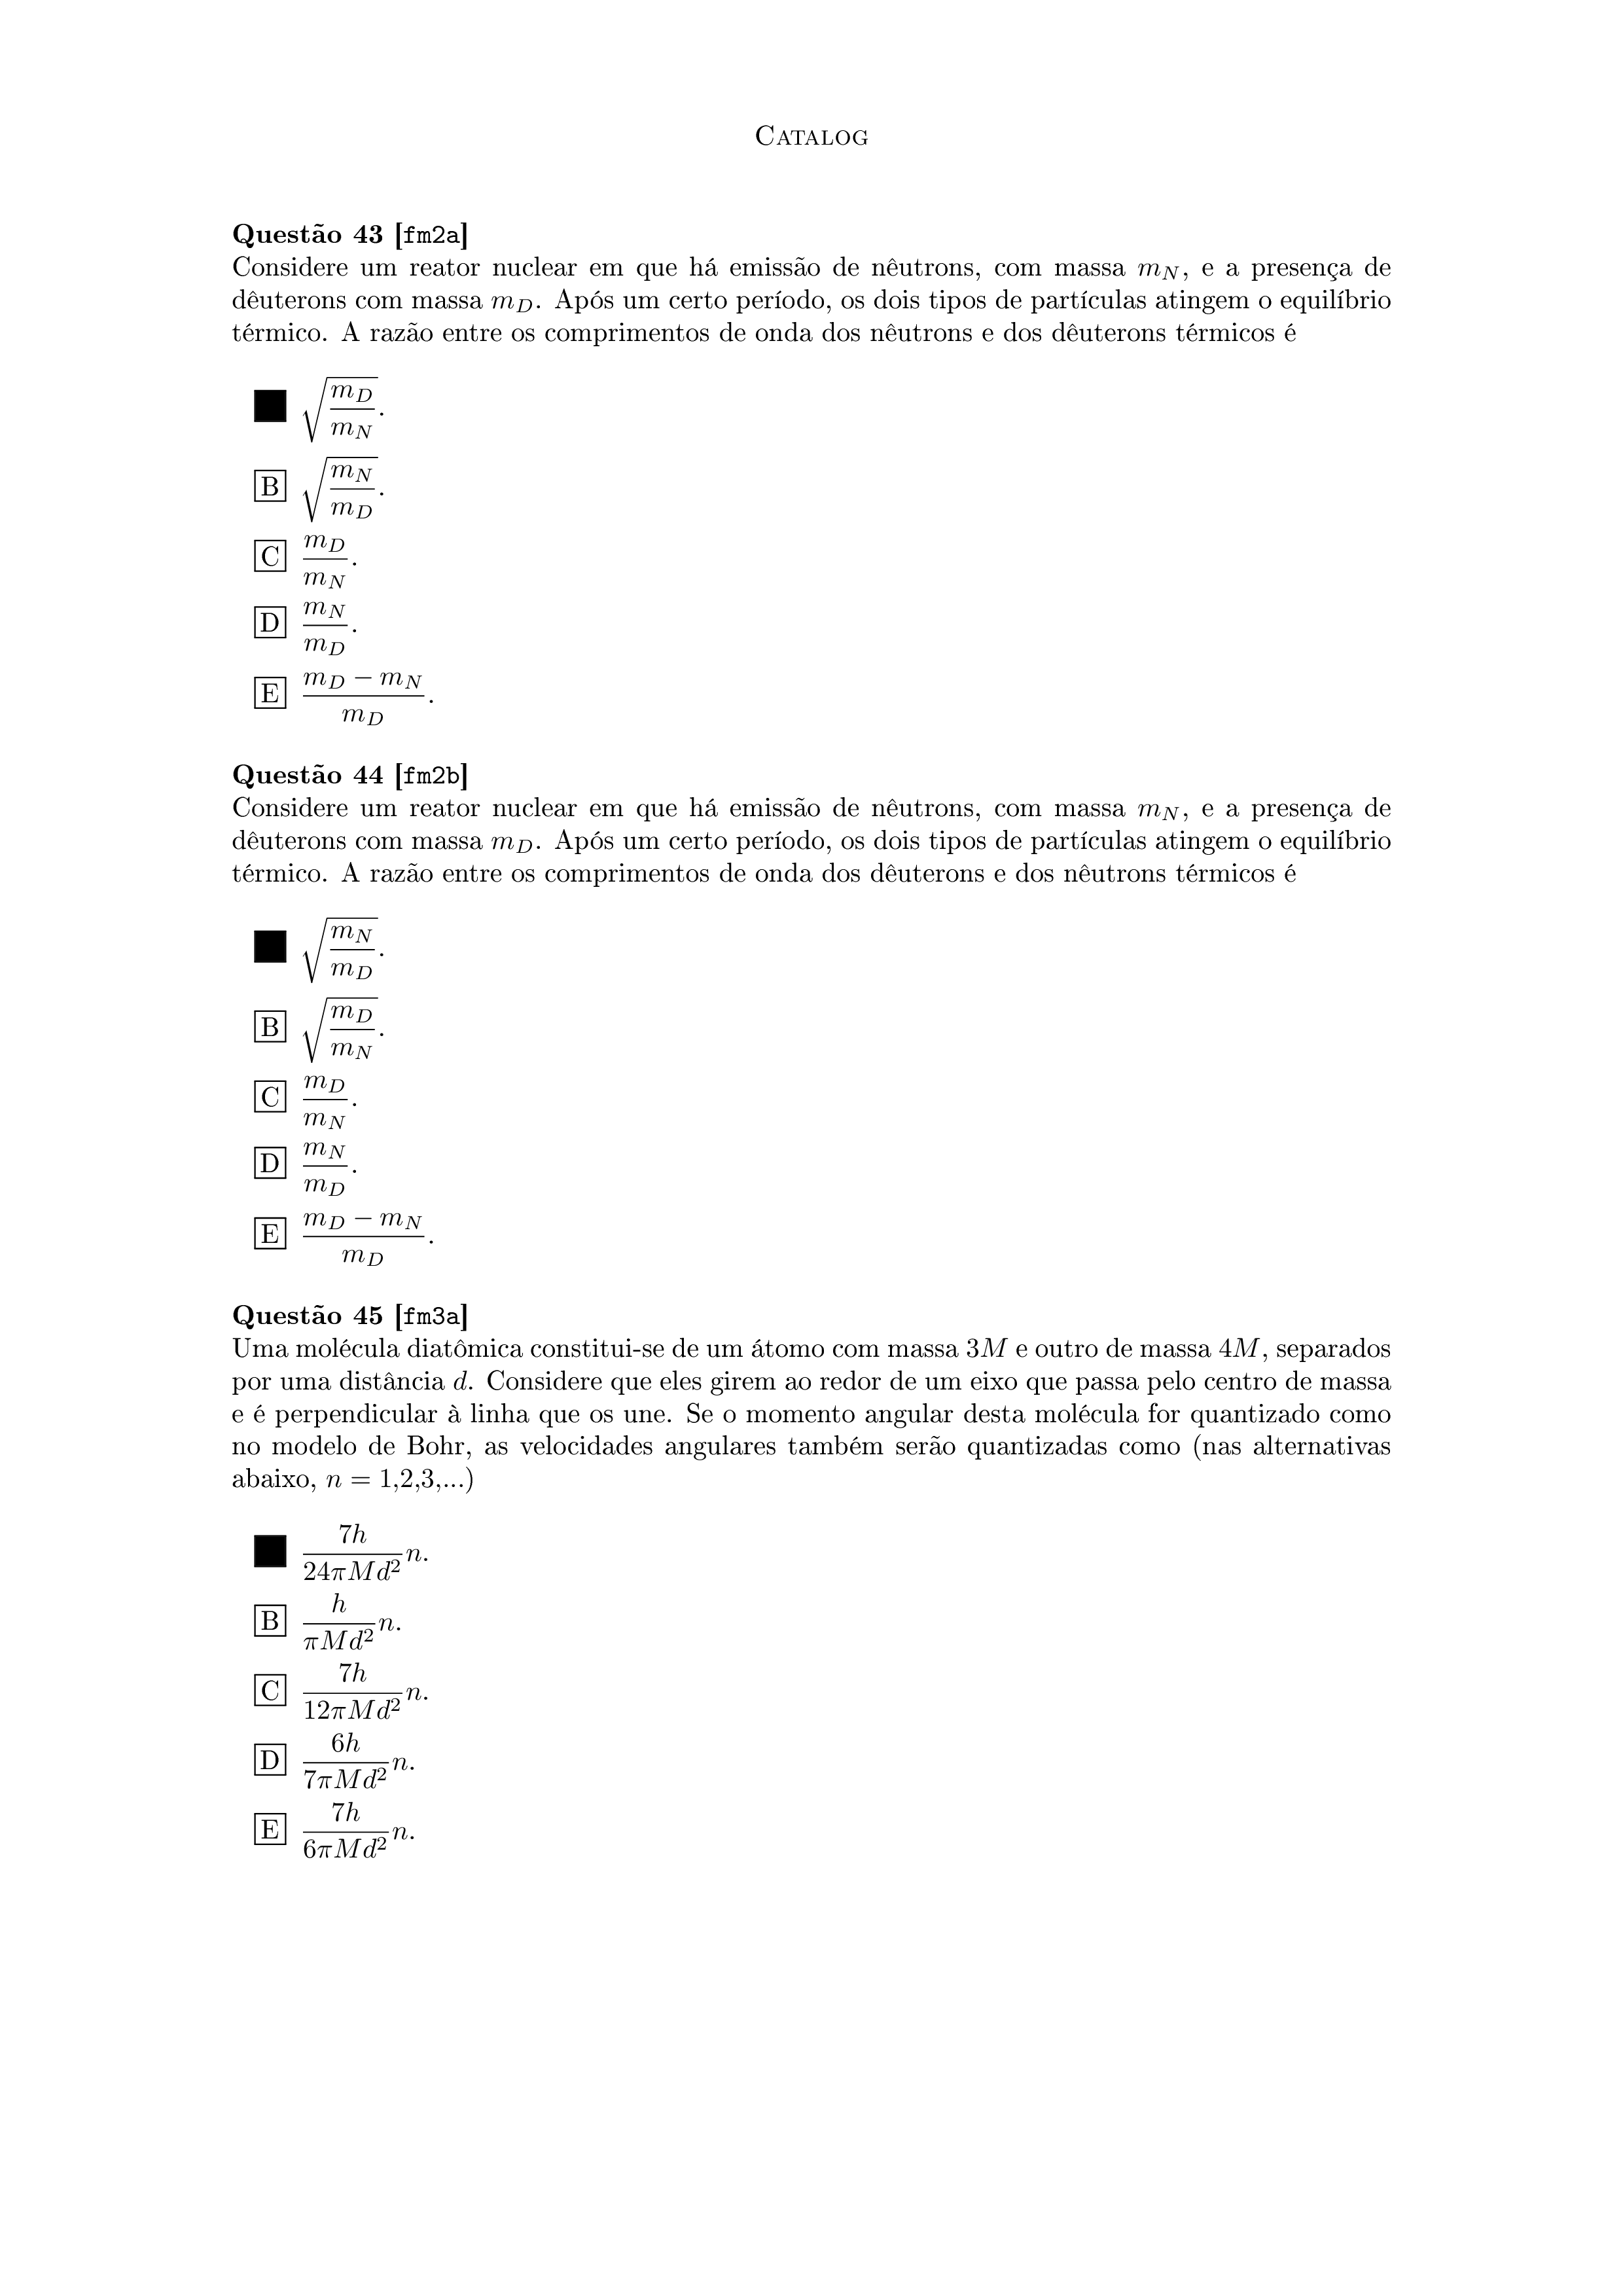 CATALOG
Questão 43 [fm2a]
Considere um reator nuclear em que há emissão de nêutrons, com massa $m_N$, e a presença de
dêuterons com massa $m_D$. Após um certo período, os dois tipos de partículas atingem o equilíbrio
térmico. A razão entre os comprimentos de onda dos nêutrons e dos dêuterons térmicos é
■ $\sqrt{\frac{m_D}{m_N}}$.
B $\sqrt{\frac{m_N}{m_D}}$.
C $\frac{m_D}{m_N}$.
D $\frac{m_N}{m_D}$.
E $\frac{m_D - m_N}{m_D}$.
Questão 44 [fm2b]
Considere um reator nuclear em que há emissão de nêutrons, com massa $m_N$, e a presença de
dêuterons com massa $m_D$. Após um certo período, os dois tipos de partículas atingem o equilíbrio
térmico. A razão entre os comprimentos de onda dos dêuterons e dos nêutrons térmicos é
■ $\sqrt{\frac{m_N}{m_D}}$.
B $\sqrt{\frac{m_D}{m_N}}$.
C $\frac{m_D}{m_N}$.
D $\frac{m_N}{m_D}$.
E $\frac{m_D - m_N}{m_D}$.
Questão 45 [fm3a]
Uma molécula diatômica constitui-se de um átomo com massa $3M$ e outro de massa $4M$, separados
por uma distância $d$. Considere que eles girem ao redor de um eixo que passa pelo centro de massa
e é perpendicular à linha que os une. Se o momento angular desta molécula for quantizado como
no modelo de Bohr, as velocidades angulares também serão quantizadas como (nas alternativas
abaixo, $n$ = 1,2,3,...)
■ $\frac{7h}{24\pi Md^2}n$.
B $\frac{h}{\pi Md^2}n$.
C $\frac{7h}{12\pi Md^2}n$.
D $\frac{6h}{7\pi Md^2}n$.
E $\frac{7h}{6\pi Md^2}n$.